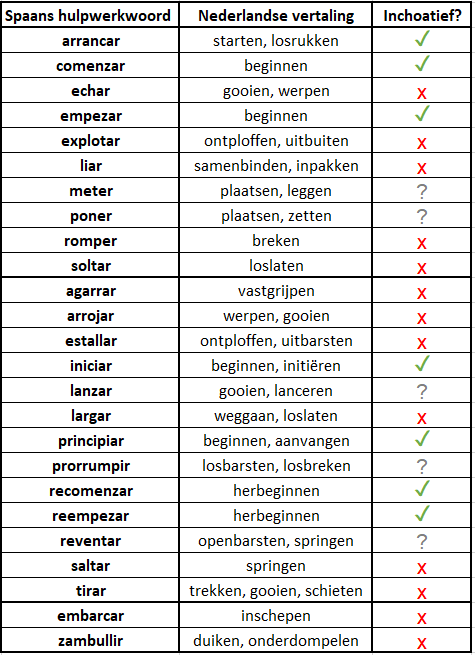 Spaans hulpwerkwoord Nederlandse vertaling Inchoatief?
arrancar starten, losrukken ✓
comenzar beginnen ✓
echar gooien, werpen x
empezar beginnen ✓
explotar ontploffen, uitbuiten x
liar samenbinden, inpakken x
meter plaatsen, leggen ?
poner plaatsen, zetten ?
romper breken x
soltar loslaten x
agarrar vastgrijpen x
arrojar werpen, gooien x
estallar ontploffen, uitbarsten x
iniciar beginnen, initiëren ✓
lanzar gooien, lanceren ?
largar weggaan, loslaten x
principiar beginnen, aanvangen ✓
prorrumpir losbarsten, losbreken ?
recomenzar herbeginnen ✓
reempezar herbeginnen ✓
reventar openbarsten, springen ?
saltar springen x
tirar trekken, gooien, schieten x
embarcar inschepen x
zambullir duiken, onderdompelen x